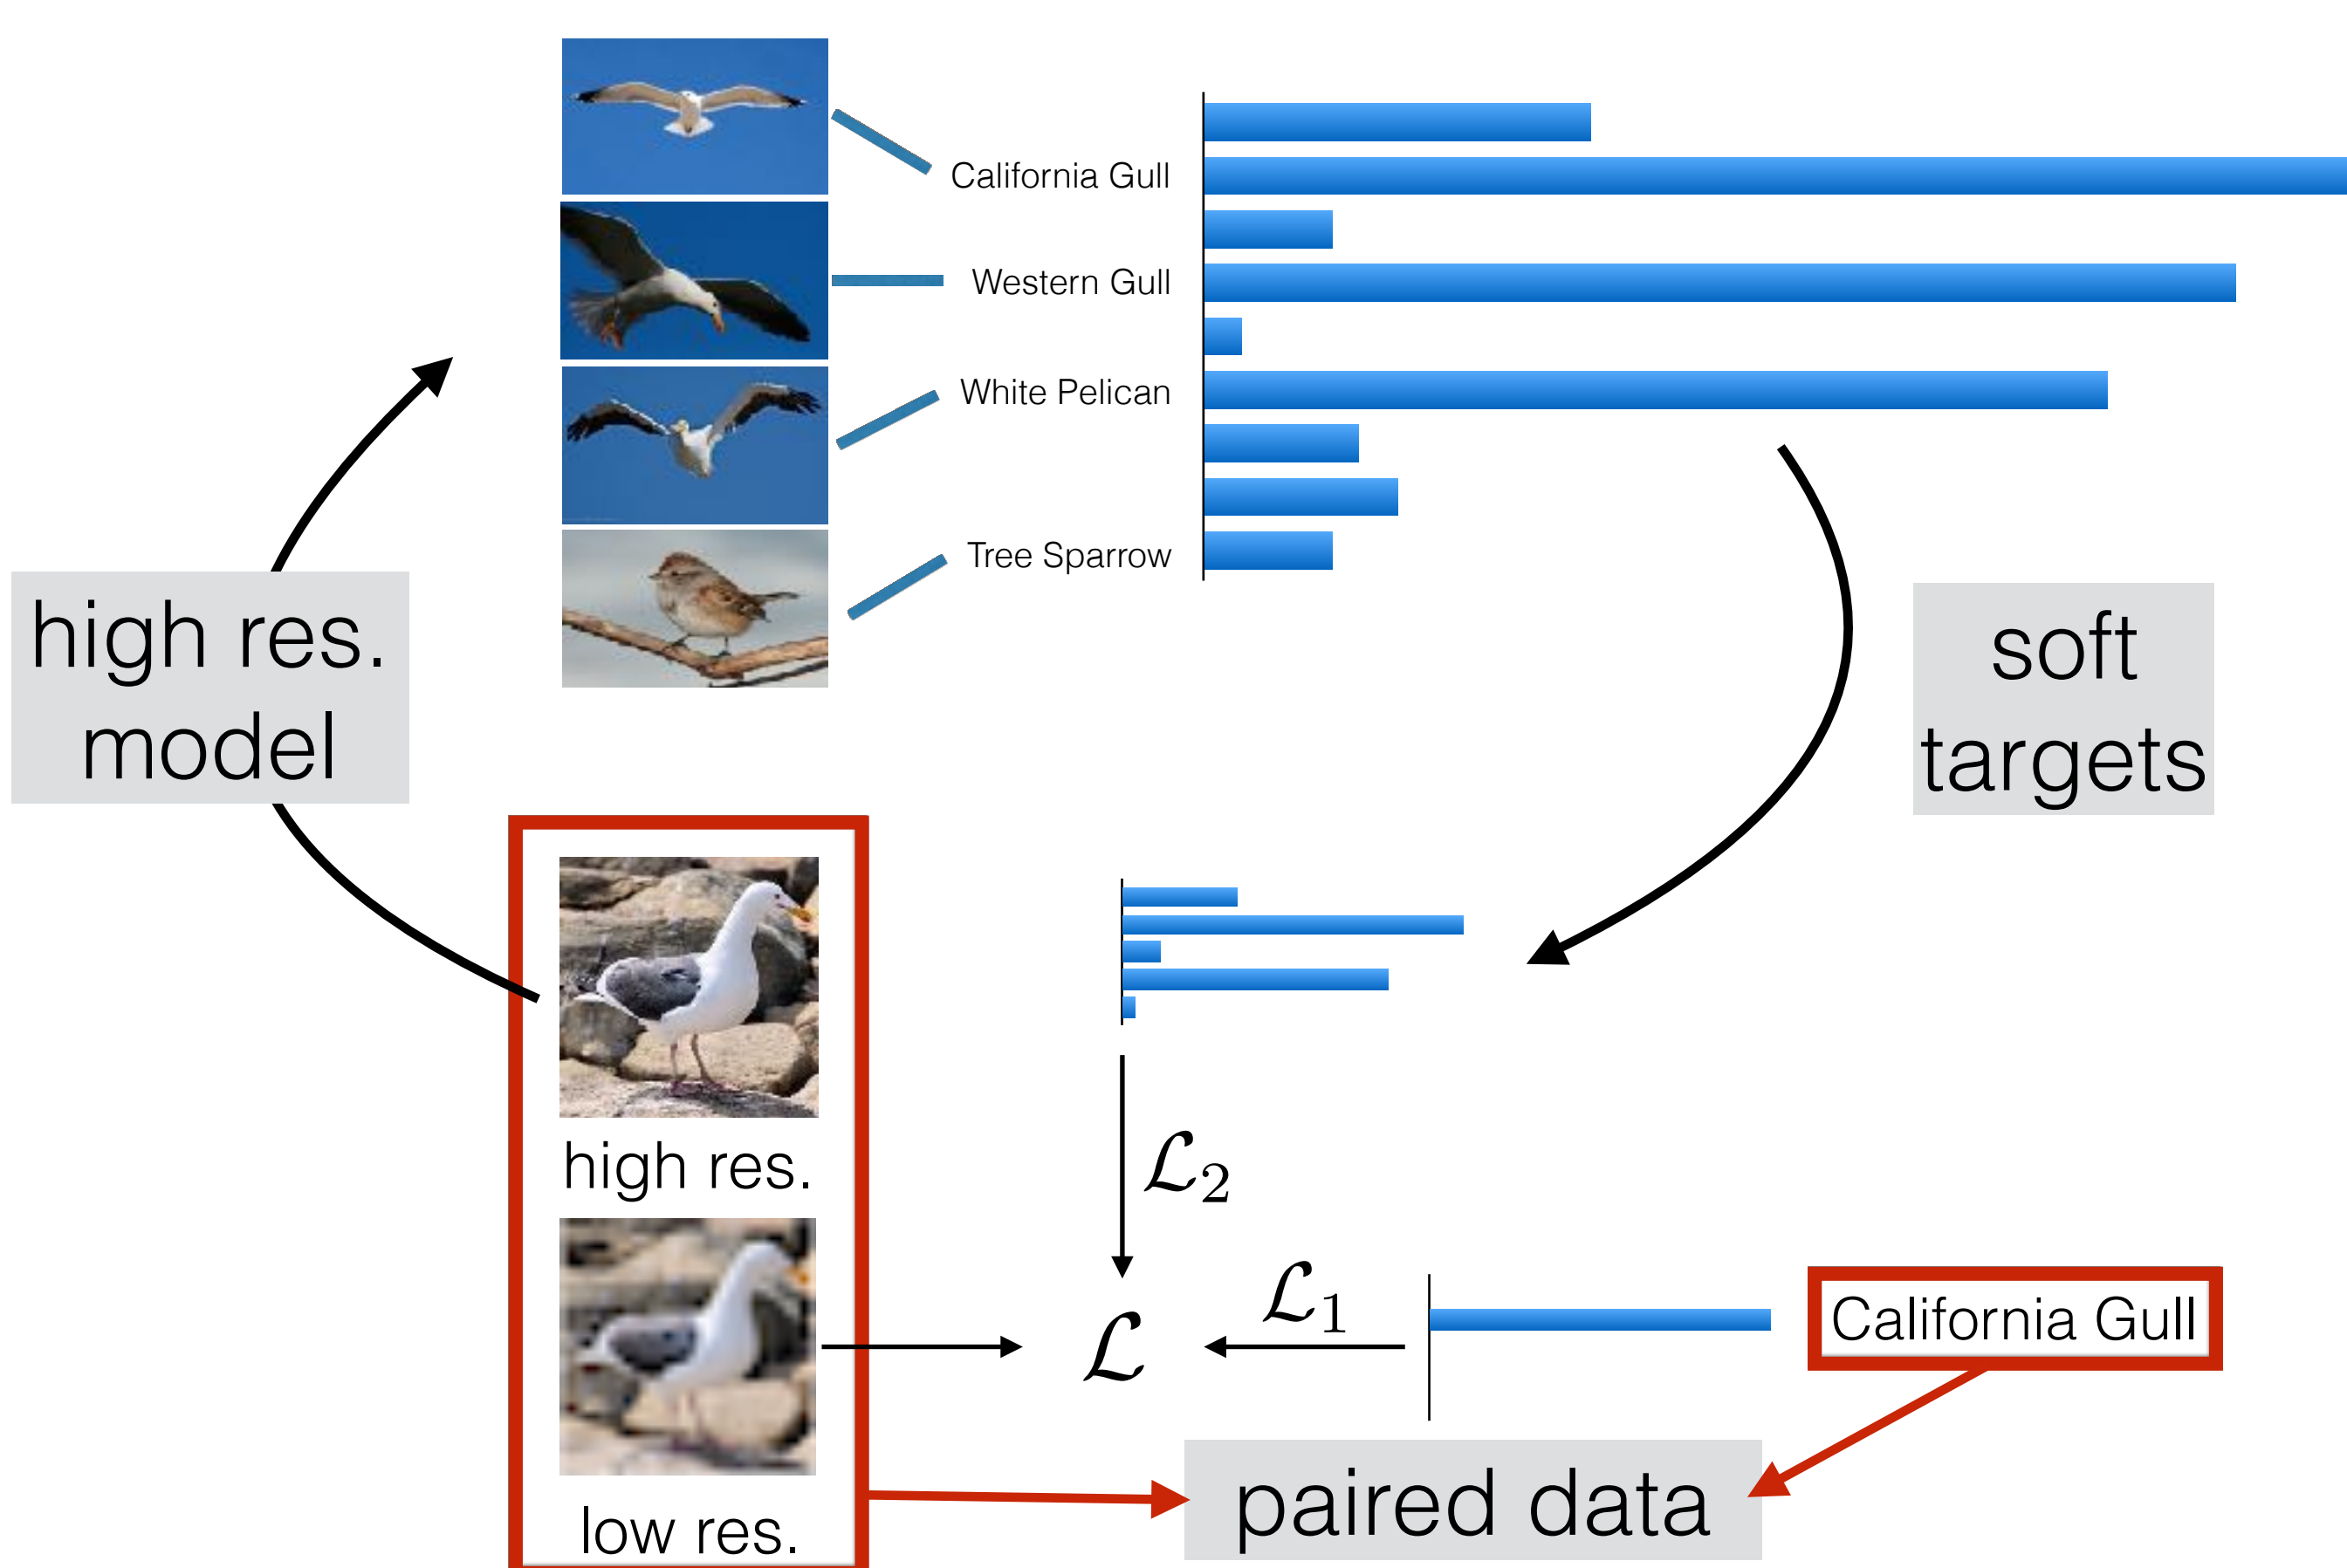 California Gull
Western Gull
White Pelican
Tree Sparrow
high res.
model
soft
targets
high res.
ℒ₂
ℒ₁
ℒ
California Gull
low res.
paired data